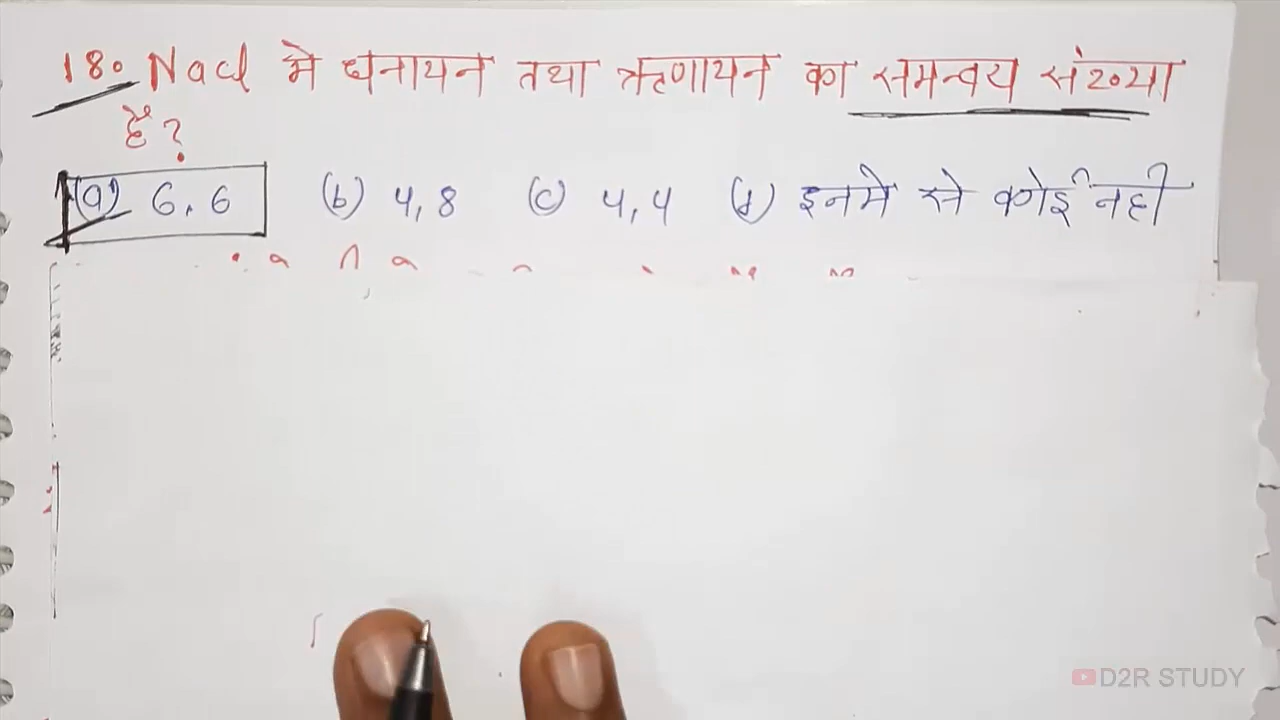 18. Nacl मे धनायन तथा ऋणायन का समन्वय संख्या
है ?
(a) 6, 6 (b) 4, 8 (c) 4, 4 (d) इनमे से कोई नही
D2R STUDY